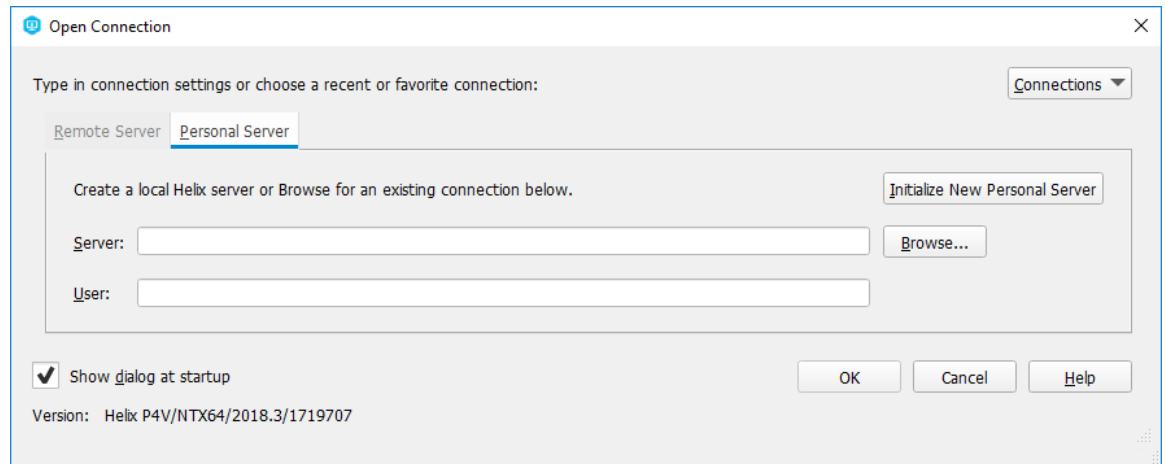 Open Connection
Type in connection settings or choose a recent or favorite connection:
Connections
Remote Server
Personal Server
Create a local Helix server or Browse for an existing connection below.
Initialize New Personal Server
Server:
Browse...
User:
Show dialog at startup
OK
Cancel
Help
Version: Helix P4V/NTX64/2018.3/1719707